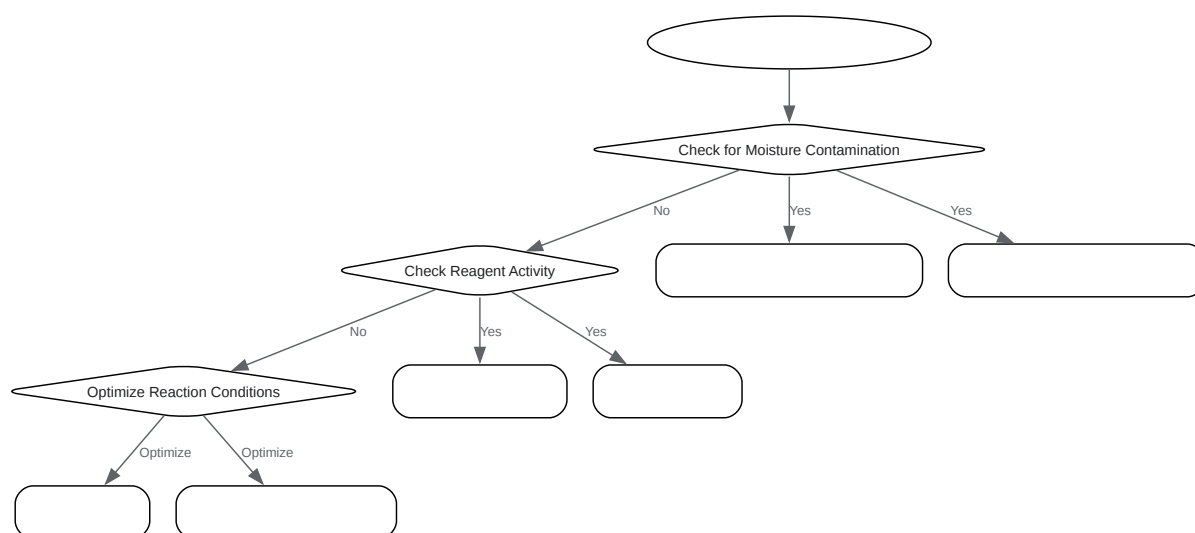 Check for Moisture Contamination
No
Yes
Yes
Check Reagent Activity
No
Yes
Yes
Optimize Reaction Conditions
Optimize
Optimize